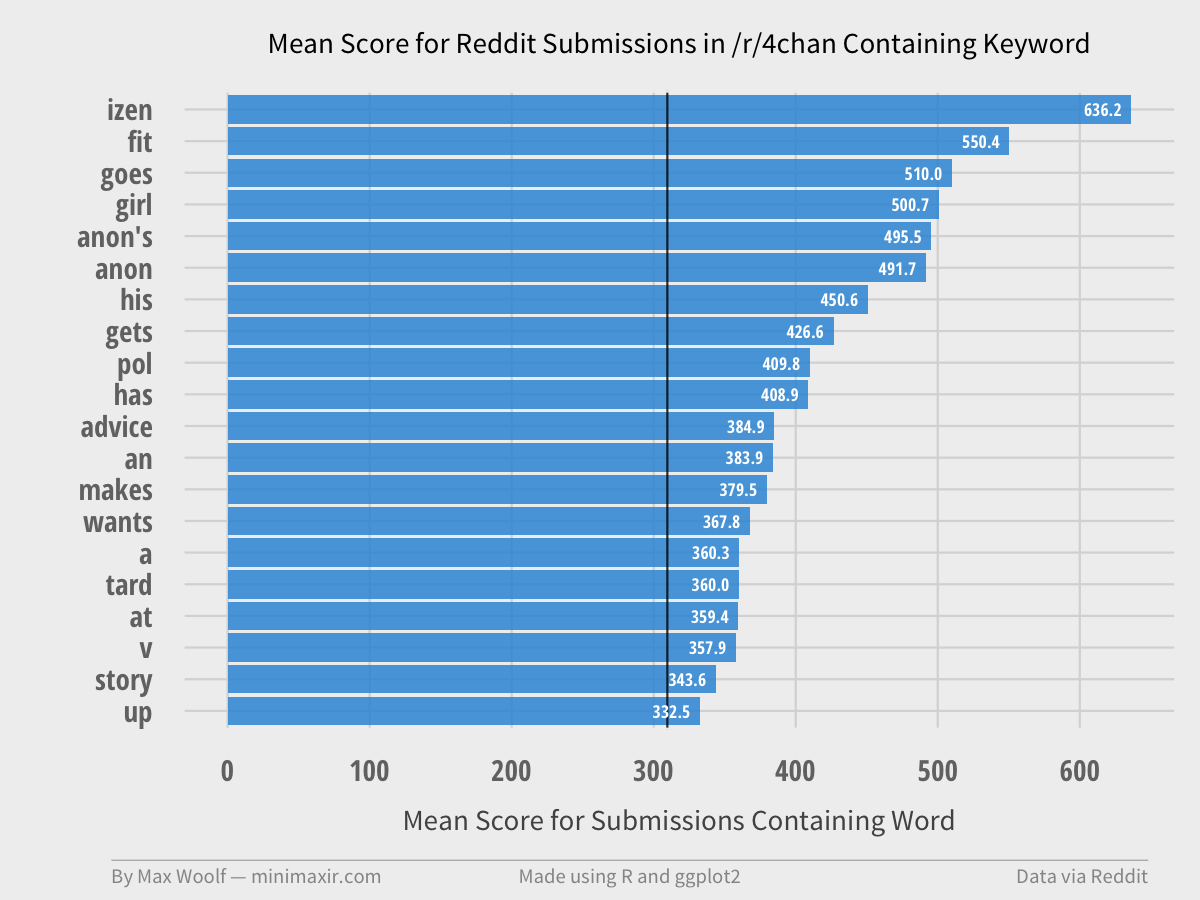 Mean Score for Reddit Submissions in /r/4chan Containing Keyword
izen 636.2
fit 550.4
goes 510.0
girl 500.7
anon's 495.5
anon 491.7
his 450.6
gets 426.6
pol 409.8
has 408.9
advice 384.9
an 383.9
makes 379.5
wants 367.8
a 360.3
tard 360.0
at 359.4
v 357.9
story 343.6
up 332.5
0 100 200 300 400 500 600
Mean Score for Submissions Containing Word
By Max Woolf — minimaxir.com Made using R and ggplot2 Data via Reddit